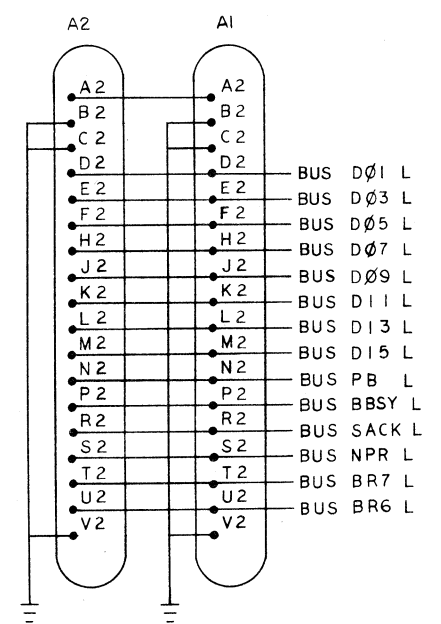 A2 A1
A2 A2
B2 B2
C2 C2
D2 D2 BUS DØ1 L
E2 E2 BUS DØ3 L
F2 F2 BUS DØ5 L
H2 H2 BUS DØ7 L
J2 J2 BUS DØ9 L
K2 K2 BUS D11 L
L2 L2 BUS D13 L
M2 M2 BUS D15 L
N2 N2 BUS PB L
P2 P2 BUS BBSY L
R2 R2 BUS SACK L
S2 S2 BUS NPR L
T2 T2 BUS BR7 L
U2 U2 BUS BR6 L
V2 V2